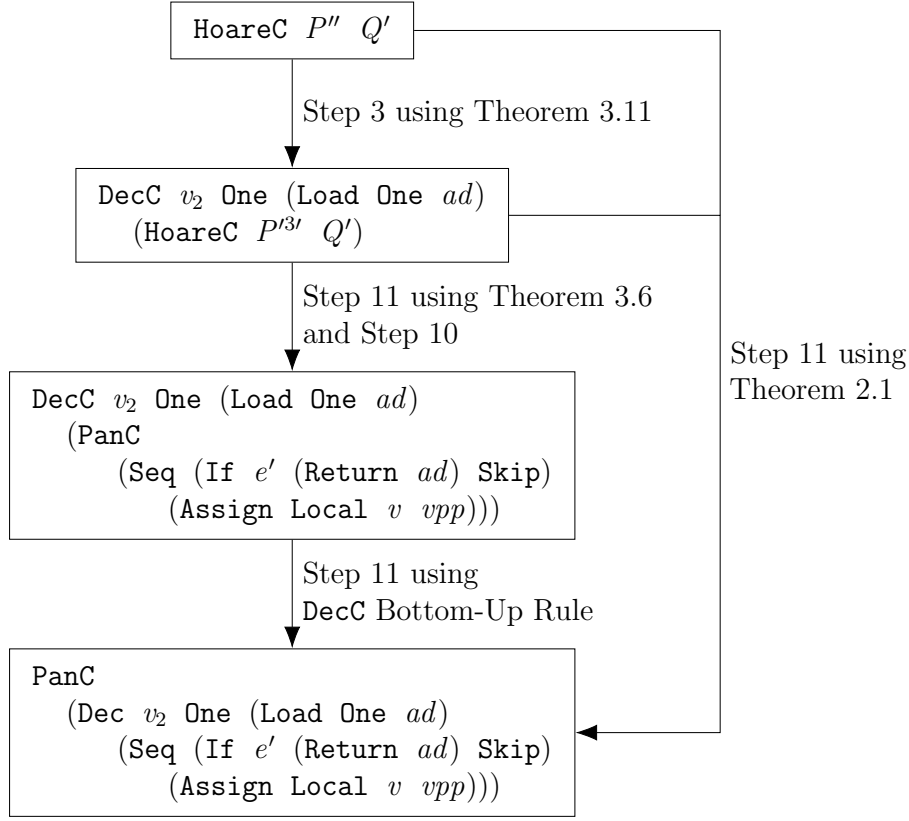 HoareC P′′ Q′
Step 3 using Theorem 3.11
DecC v₂ One (Load One ad)
(HoareC P′³′ Q′)
Step 11 using Theorem 3.6
and Step 10
Step 11 using
Theorem 2.1
DecC v₂ One (Load One ad)
(PanC
(Seq (If e′ (Return ad) Skip)
(Assign Local v vpp)))
Step 11 using
DecC Bottom-Up Rule
PanC
(Dec v₂ One (Load One ad)
(Seq (If e′ (Return ad) Skip)
(Assign Local v vpp)))